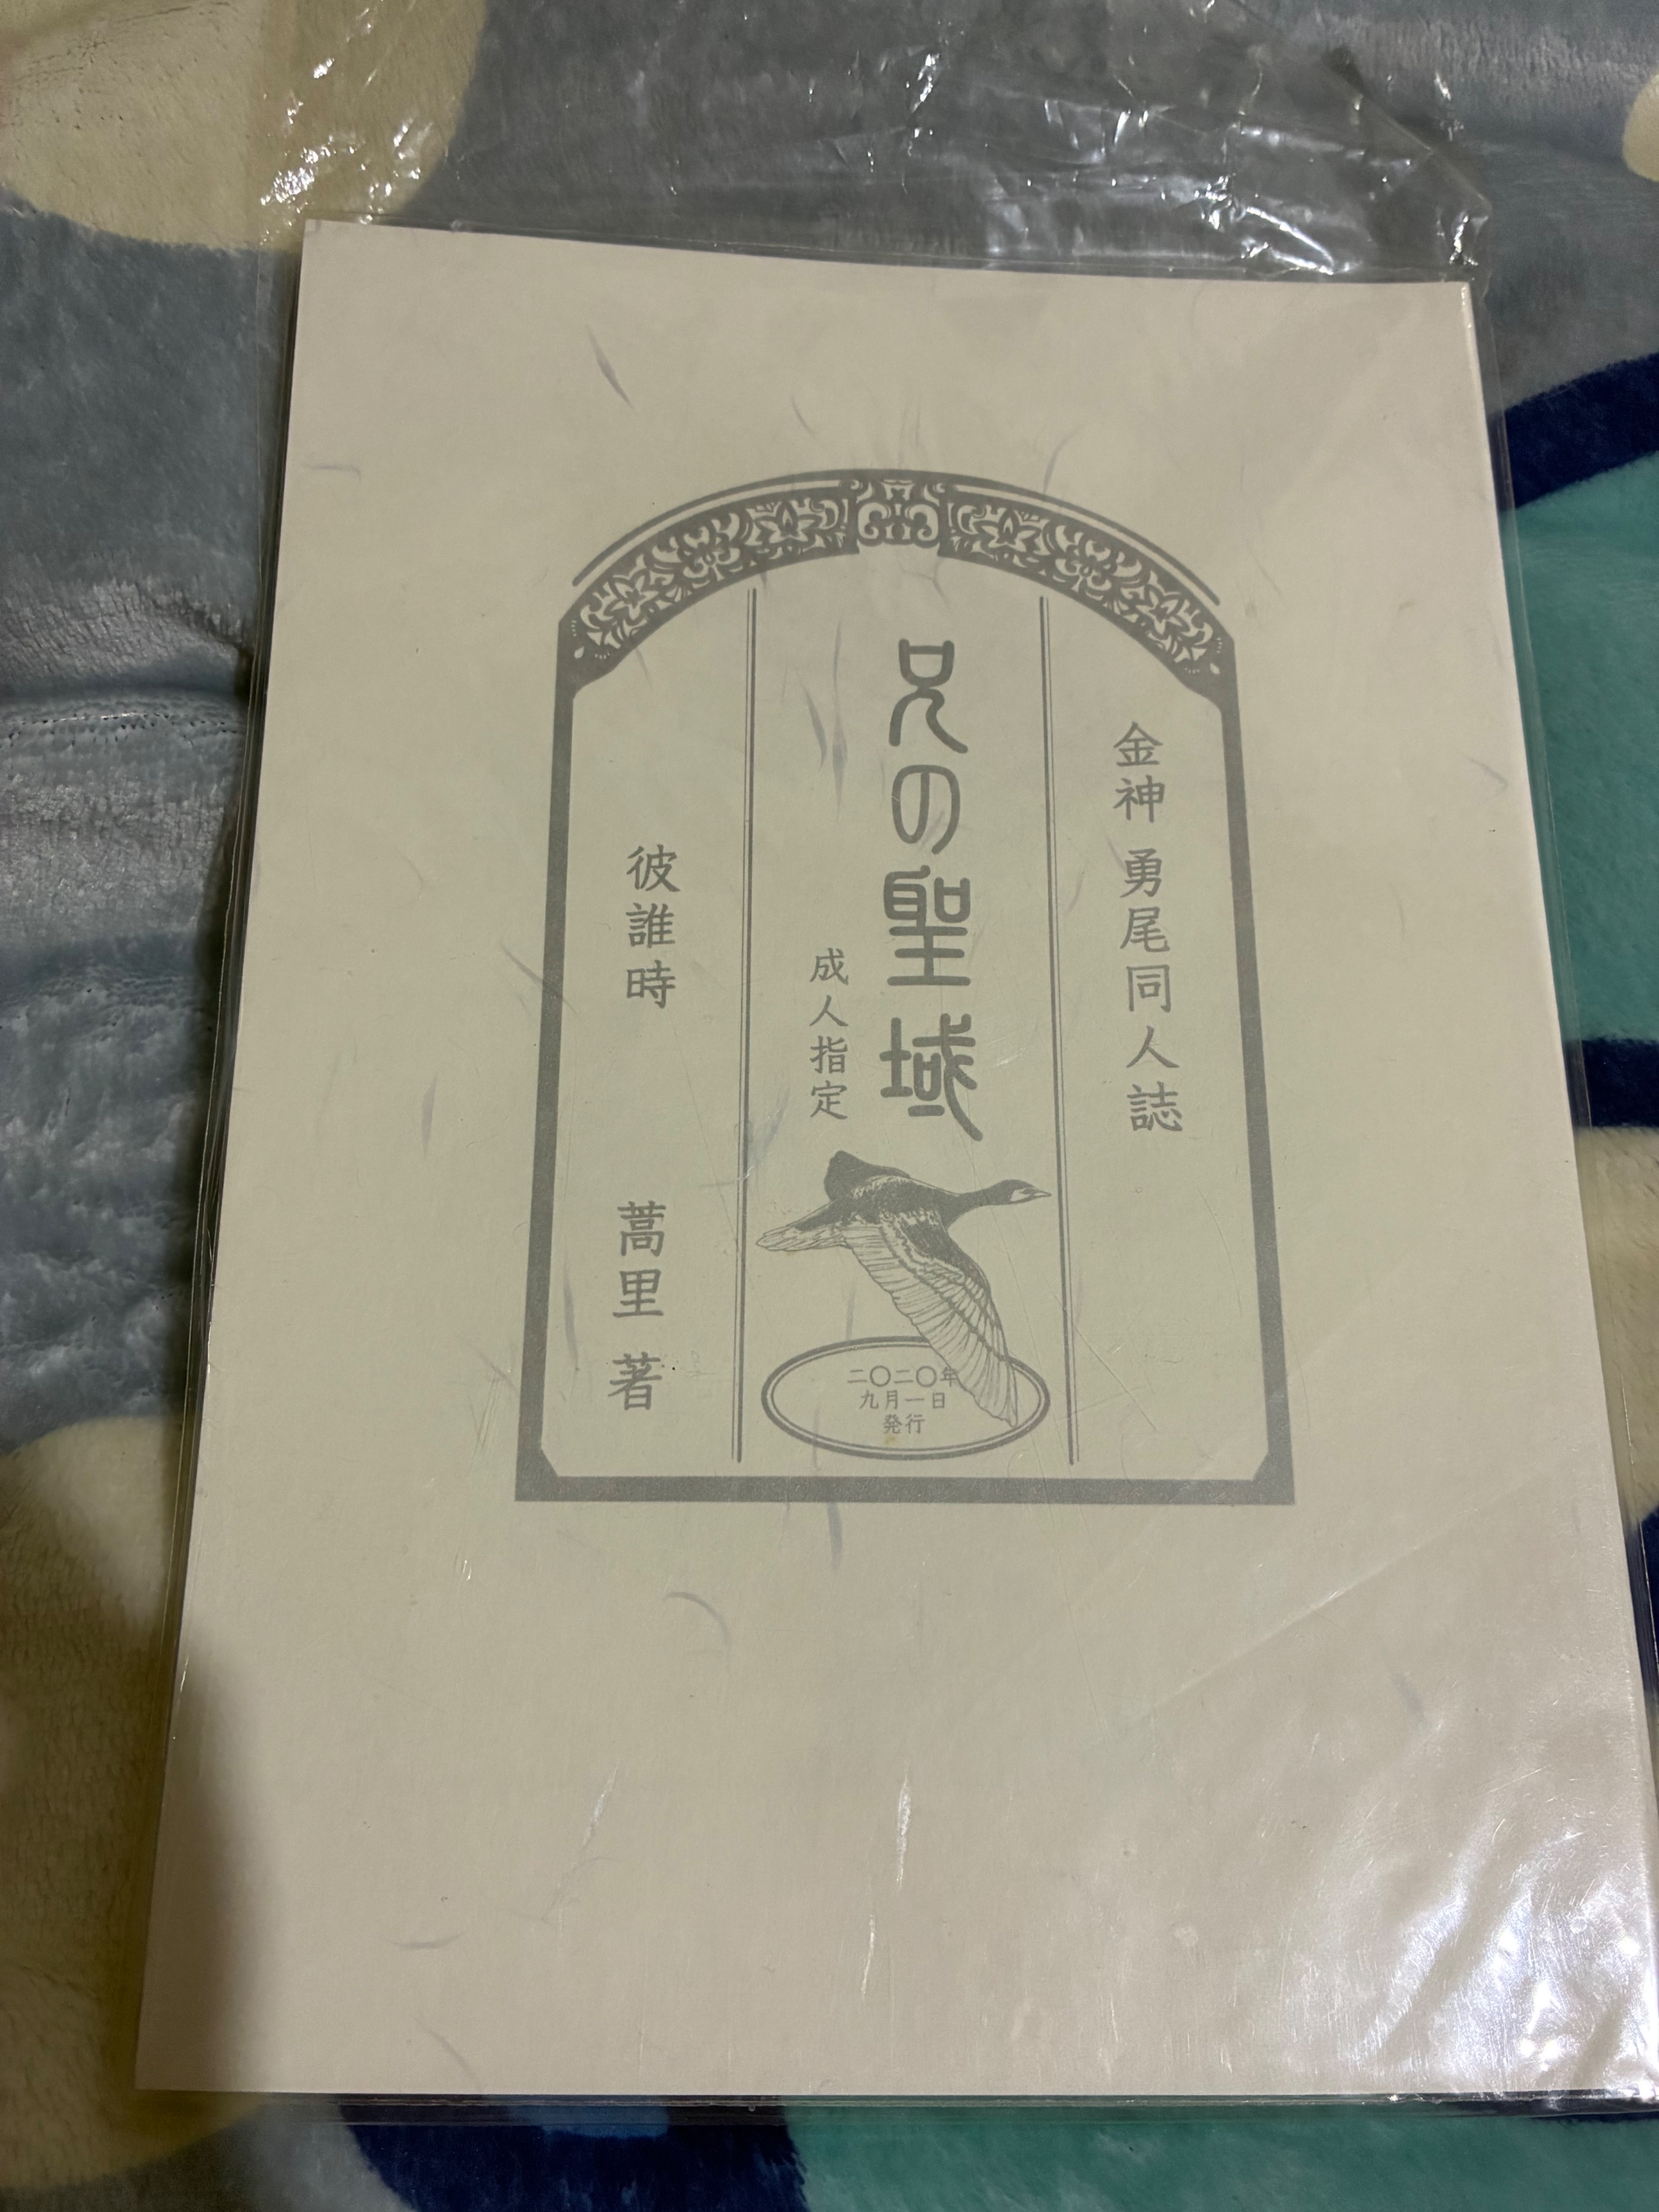 金神 勇尾同人誌
兄の聖域
成人指定
二〇二〇年
九月一日
発行
彼誰時
蒿里 著